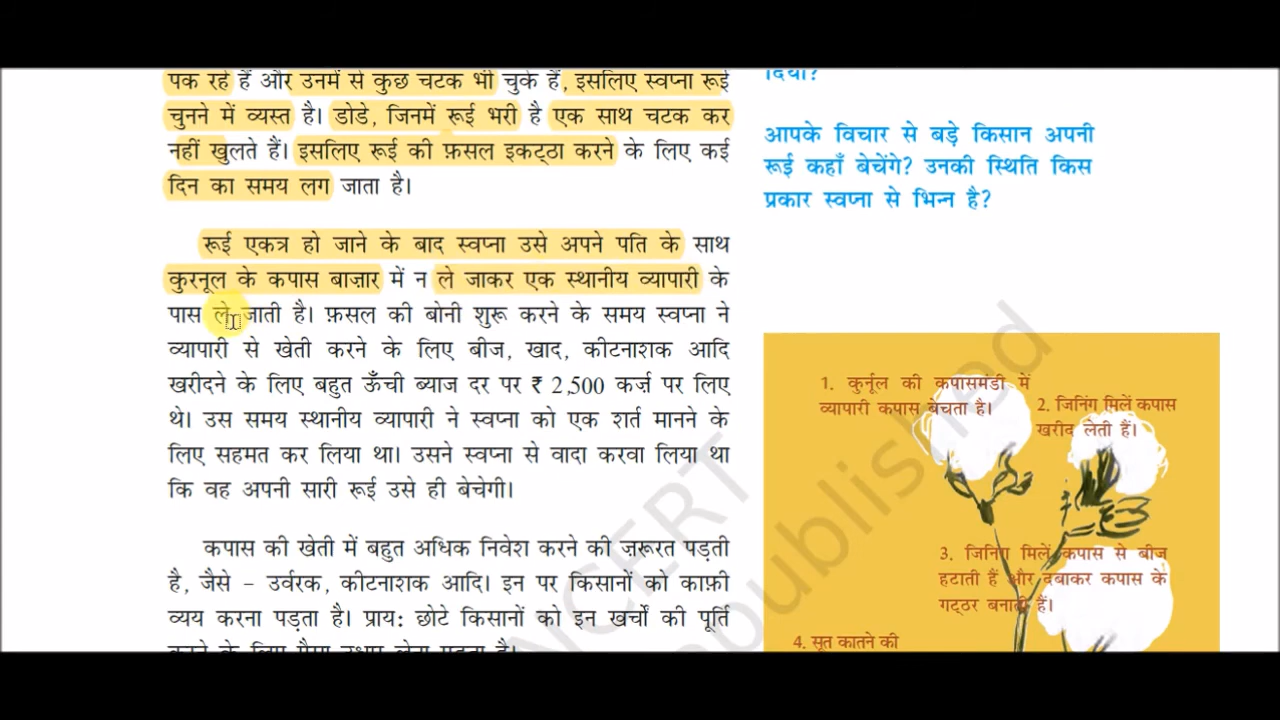 पक रहे हैं और उनमें से कुछ चटक भी चुके हैं, इसलिए स्वप्ना रूई
चुनने में व्यस्त है। डोडे, जिनमें रूई भरी है एक साथ चटक कर
नहीं खुलते हैं। इसलिए रूई की फ़सल इकट्ठा करने के लिए कई
दिन का समय लग जाता है।
रूई एकत्र हो जाने के बाद स्वप्ना उसे अपने पति के साथ
कुरनूल के कपास बाज़ार में न ले जाकर एक स्थानीय व्यापारी के
पास ले जाती है। फ़सल की बोनी शुरू करने के समय स्वप्ना ने
व्यापारी से खेती करने के लिए बीज, खाद, कीटनाशक आदि
खरीदने के लिए बहुत ऊँची ब्याज दर पर ₹ 2,500 कर्ज़ पर लिए
थे। उस समय स्थानीय व्यापारी ने स्वप्ना को एक शर्त मानने के
लिए सहमत कर लिया था। उसने स्वप्ना से वादा करवा लिया था
कि वह अपनी सारी रूई उसे ही बेचेगी।
कपास की खेती में बहुत अधिक निवेश करने की ज़रूरत पड़ती
है, जैसे – उर्वरक, कीटनाशक आदि। इन पर किसानों को काफ़ी
व्यय करना पड़ता है। प्राय: छोटे किसानों को इन खर्चों की पूर्ति
करने के लिए पैसा उधार लेना पड़ता है।
दिया?
आपके विचार से बड़े किसान अपनी
रूई कहाँ बेचेंगे? उनकी स्थिति किस
प्रकार स्वप्ना से भिन्न है?
1. कुर्नूल की कपासमंडी में
व्यापारी कपास बेचता है।
2. जिनिंग मिलें कपास
खरीद लेती हैं।
3. जिनिंग मिलें कपास से बीज
हटाती हैं और दबाकर कपास के
गट्ठर बनाती हैं।
4. सूत कातने की
NCERT
republished